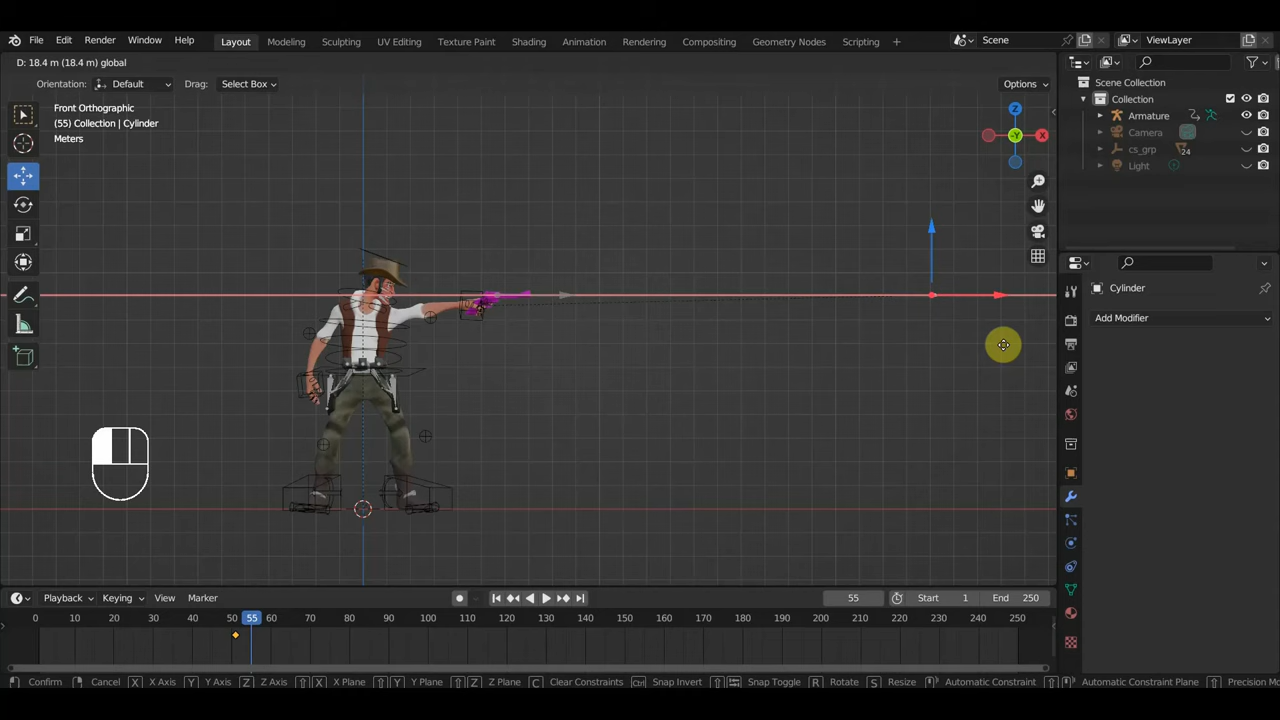 File Edit Render Window Help Layout Modeling Sculpting UV Editing Texture Paint Shading Animation Rendering Compositing Geometry Nodes Scripting + Scene ViewLayer
D: 18.4 m (18.4 m) global
Orientation: Default Drag: Select Box Options
Front Orthographic
(55) Collection | Cylinder
Meters
Z
-Y
X
Scene Collection
Collection
Armature
Camera
cs_grp 24
Light
Cylinder
Add Modifier
Playback Keying View Marker 55 Start 1 End 250
0 10 20 30 40 50 55 60 70 80 90 100 110 120 130 140 150 160 170 180 190 200 210 220 230 240 250
Confirm Cancel X X Axis Y Y Axis Z Z Axis X X Plane Y Y Plane Z Z Plane C Clear Constraints Snap Invert Snap Toggle R Rotate S Resize Automatic Constraint Automatic Constraint Plane Precision Mo